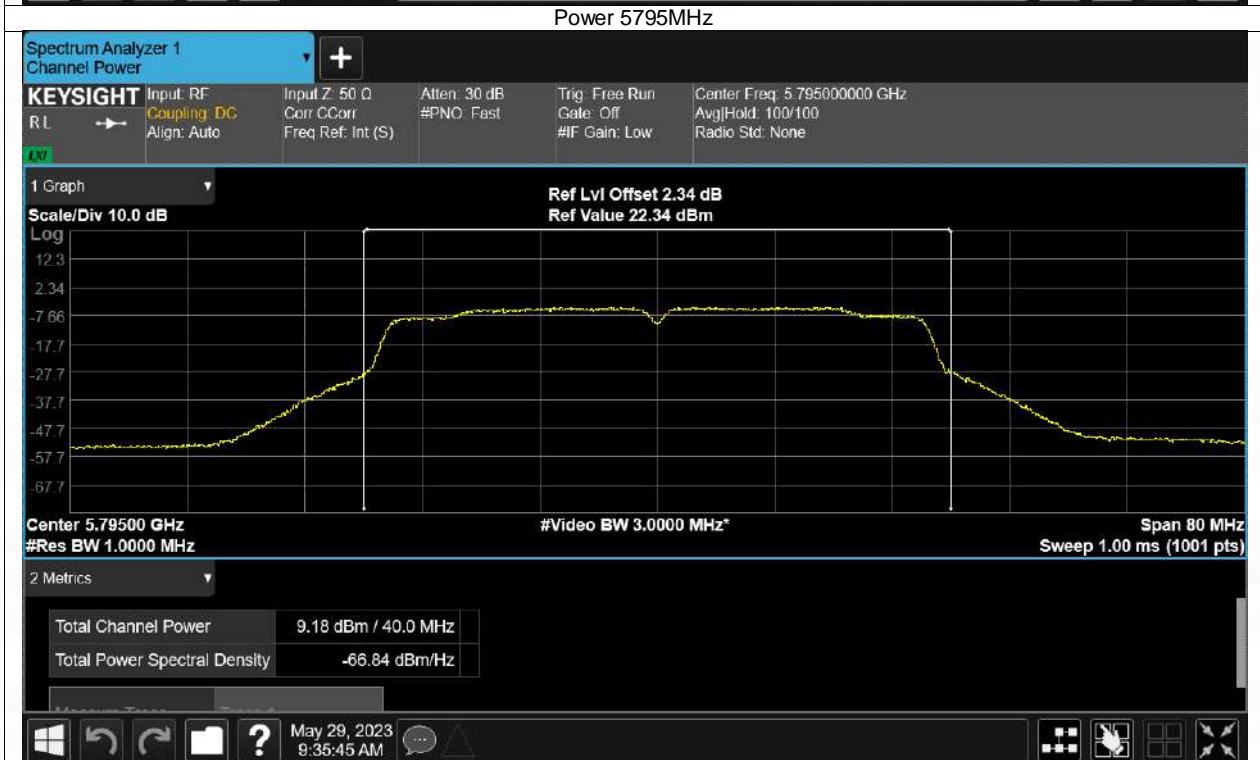 Power 5795MHz
Spectrum Analyzer 1
Channel Power
+
KEYSIGHT
RL
LXI
Input: RF
Coupling: DC
Align: Auto
Input Z: 50 Ω
Corr CCorr
Freq Ref: Int (S)
Atten: 30 dB
#PNO: Fast
Trig: Free Run
Gate: Off
#IF Gain: Low
Center Freq: 5.795000000 GHz
Avg|Hold: 100/100
Radio Std: None
1 Graph
Scale/Div 10.0 dB
Ref Lvl Offset 2.34 dB
Ref Value 22.34 dBm
Log
12.3
2.34
-7.66
-17.7
-27.7
-37.7
-47.7
-57.7
-67.7
Center 5.79500 GHz
#Video BW 3.0000 MHz*
Span 80 MHz
#Res BW 1.0000 MHz
Sweep 1.00 ms (1001 pts)
2 Metrics
Total Channel Power 9.18 dBm / 40.0 MHz
Total Power Spectral Density -66.84 dBm/Hz
?
May 29, 2023
9:35:45 AM